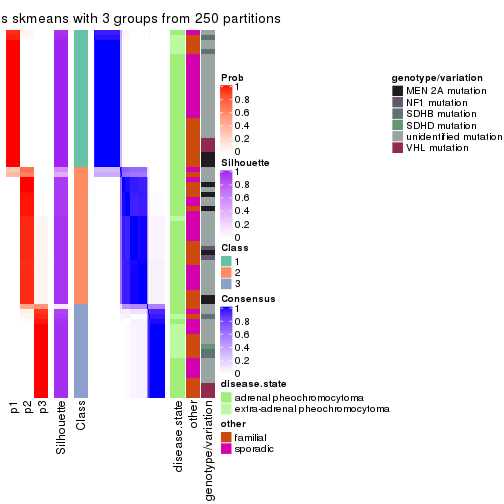 s skmeans with 3 groups from 250 partitions
Prob
1
0.8
0.6
0.4
0.2
0
Silhouette
1
0.8
0.6
0.4
0.2
0
Class
1
2
3
Consensus
1
0.8
0.6
0.4
0.2
0
disease.state
adrenal pheochromocytoma
extra-adrenal pheochromocytoma
other
familial
sporadic
genotype/variation
MEN 2A mutation
NF1 mutation
SDHB mutation
SDHD mutation
unidentified mutation
VHL mutation
p1
p2
p3
Silhouette
Class
disease.state
other
genotype/variation